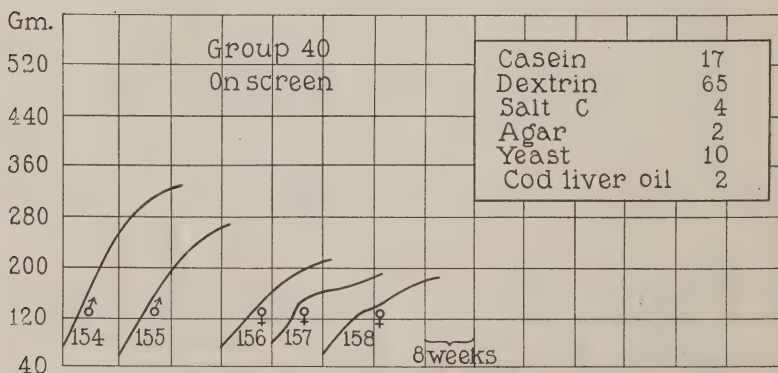 Gm.
520
440
360
280
200
120
40
Group 40
On screen
Casein 17
Dextrin 65
Salt C 4
Agar 2
Yeast 10
Cod liver oil 2
♂ ♂ ♀ ♀ ♀
154 155 156 157 158
8 weeks